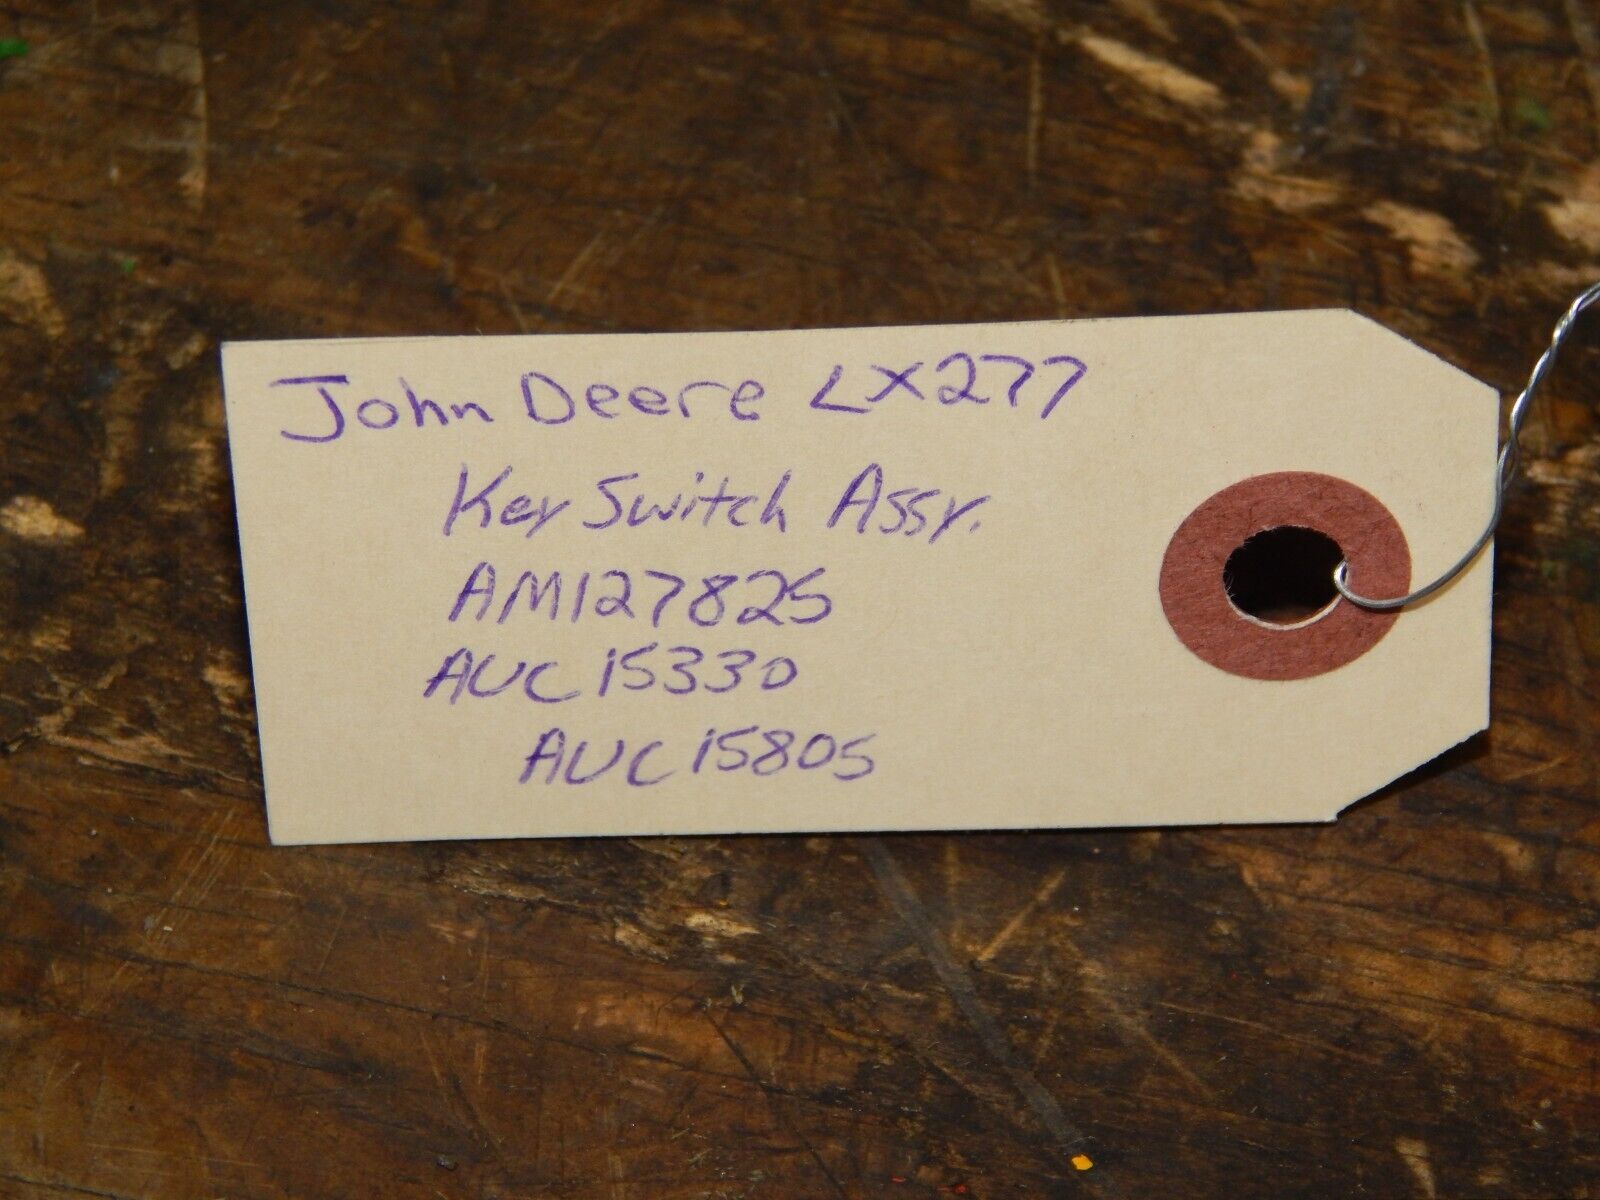 John Deere LX277
Key Switch Assy.
AM127825
AUC15330
AUC15805